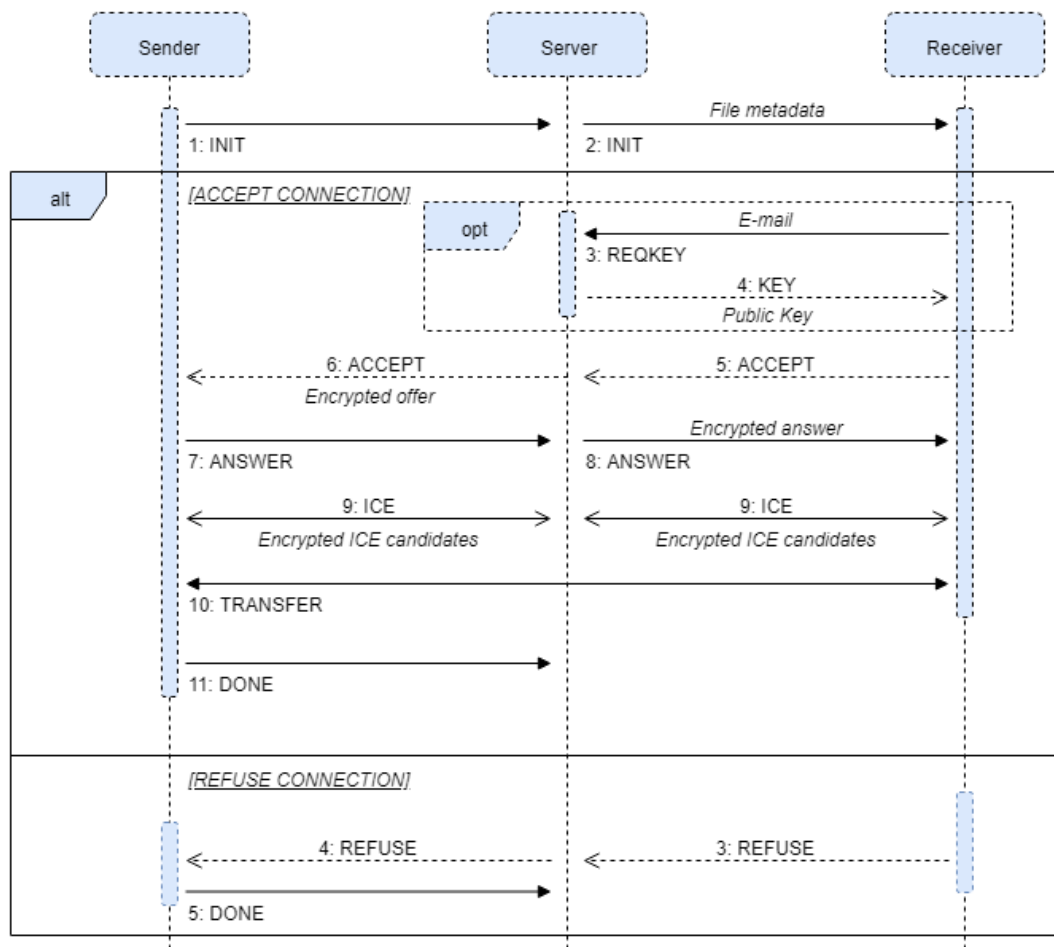 Sender
Server
Receiver
File metadata
1: INIT
2: INIT
alt
[ACCEPT CONNECTION]
opt
E-mail
3: REQKEY
4: KEY
Public Key
6: ACCEPT
5: ACCEPT
Encrypted offer
Encrypted answer
7: ANSWER
8: ANSWER
9: ICE
9: ICE
Encrypted ICE candidates
Encrypted ICE candidates
10: TRANSFER
11: DONE
[REFUSE CONNECTION]
4: REFUSE
3: REFUSE
5: DONE